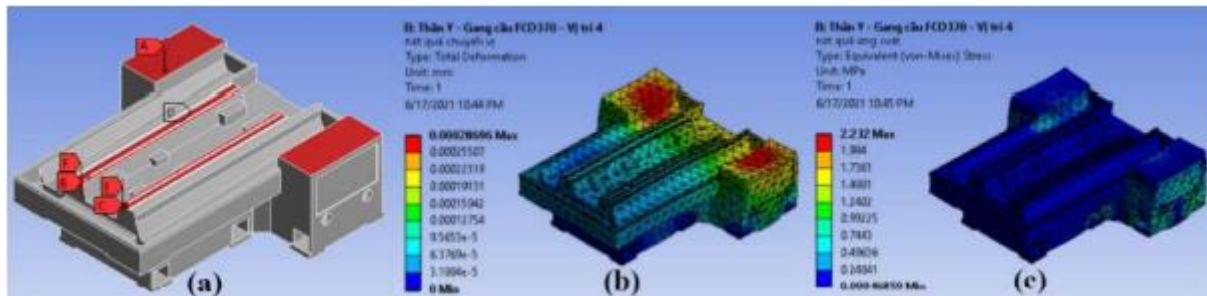 A
D
F
E
(a)
B: Thân Y - Gang cầu FCD370 - Vị trí-4
Kết quả chuyển vị
Type: Total Deformation
Unit: mm
Time: 1
6/17/2021 10:44 PM
0.00028696 Max
0.00025507
0.00022319
0.00019131
0.00015942
0.00012754
9.5653e-5
6.3769e-5
3.1884e-5
0 Min
(b)
B: Thân Y - Gang cầu FCD370 - Vị trí-4
Kết quả ứng suất
Type: Equivalent (von-Mises) Stress
Unit: MPa
Time: 1
6/17/2021 10:45 PM
2.232 Max
1.984
1.7361
1.4881
1.2402
0.99225
0.7443
0.49636
0.24841
(c)